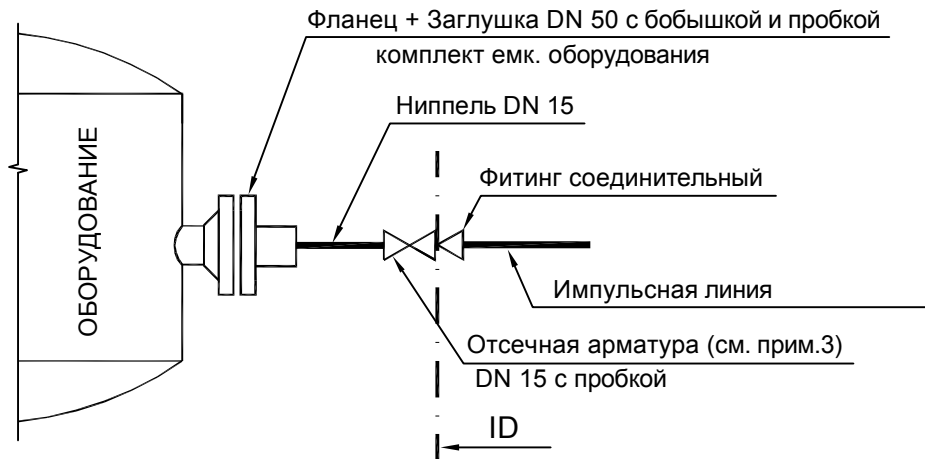 Фланец + Заглушка DN 50 с бобышкой и пробкой
комплект емк. оборудования
Ниппель DN 15
Фитинг соединительный
ОБОРУДОВАНИЕ
Импульсная линия
Отсечная арматура (см. прим.3)
DN 15 с пробкой
ID